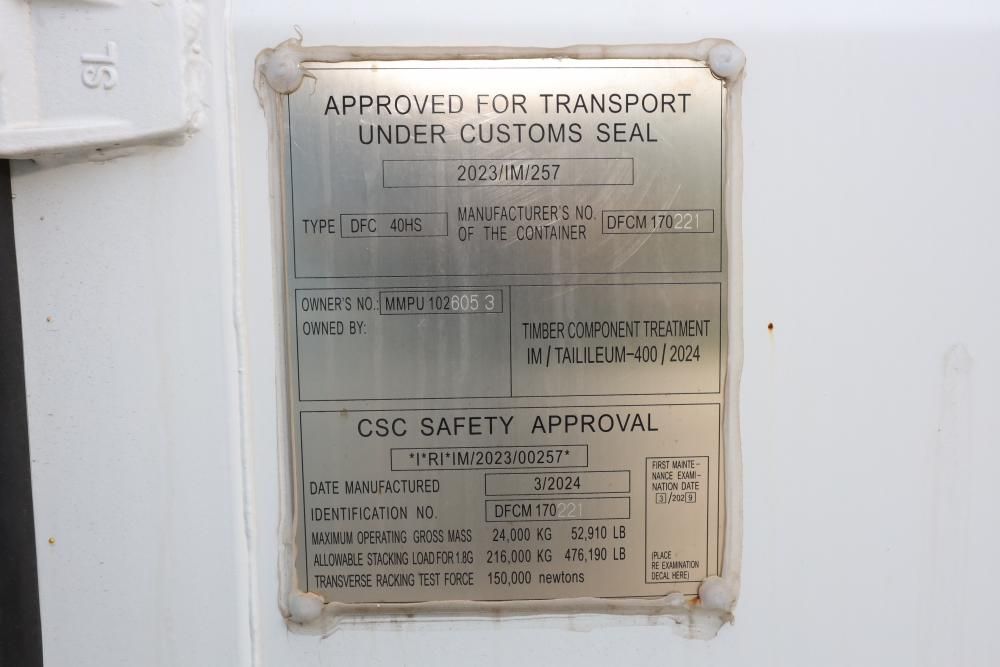 SL
APPROVED FOR TRANSPORT
UNDER CUSTOMS SEAL
2023/IM/257
TYPE DFC 40HS
MANUFACTURER'S NO.
OF THE CONTAINER
DFCM 170221
OWNER'S NO.: MMPU 102605 3
OWNED BY:
TIMBER COMPONENT TREATMENT
IM / TAILILEUM-400 / 2024
CSC SAFETY APPROVAL
*I*RI*IM/2023/00257*
DATE MANUFACTURED 3/2024
IDENTIFICATION NO. DFCM 170221
MAXIMUM OPERATING GROSS MASS 24,000 KG 52,910 LB
ALLOWABLE STACKING LOAD FOR 1.8G 216,000 KG 476,190 LB
TRANSVERSE RACKING TEST FORCE 150,000 newtons
FIRST MAINTE-
NANCE EXAMI-
NATION DATE
3/2029
(PLACE
RE EXAMINATION
DECAL HERE)